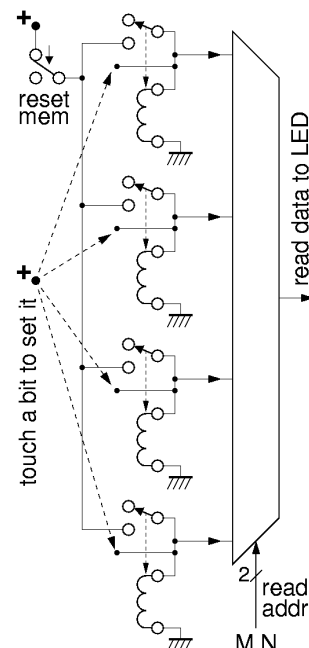 +
reset
mem
+
touch a bit to set it
read data to LED
2
read
addr
M N